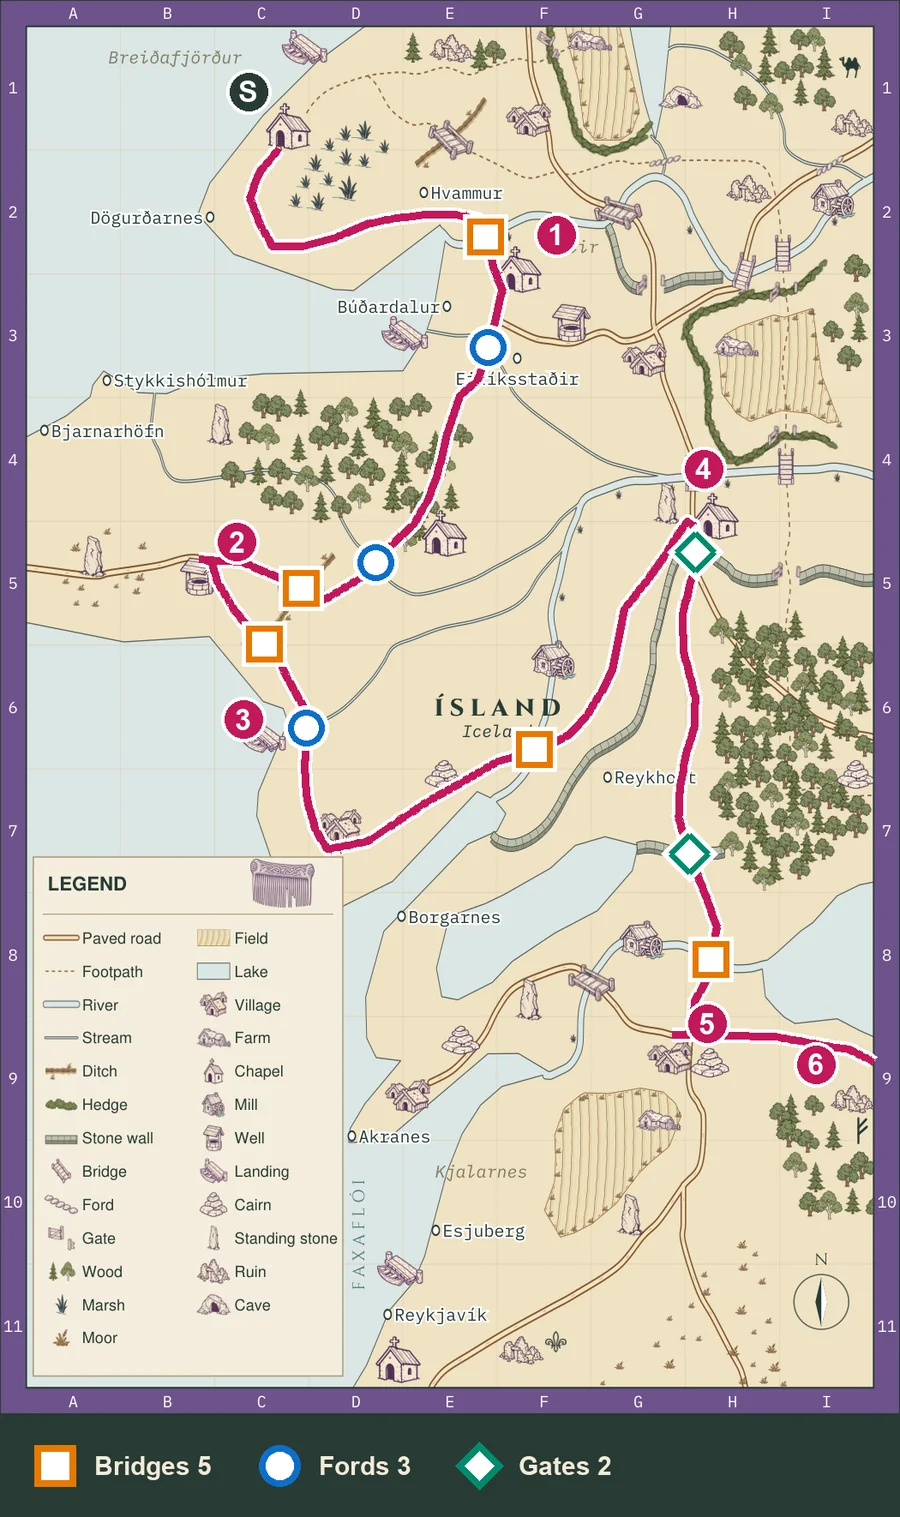 A B C D E F G H I
1 1
Breiðafjörður
S
2 2
Hvammur
Dögurðarnes
1
ir
Búðardalur
3 3
Stykkishólmur
Bjarnarhöfn
4 4
4
2
5 5
6 6
ÍSLAND
3
Reykholt
7 7
LEGEND
Paved road
Footpath
River
Stream
Ditch
Hedge
Stone wall
Bridge
Ford
Gate
Wood
Marsh
Moor
Field
Lake
Village
Farm
Chapel
Mill
Well
Landing
Cairn
Standing stone
Ruin
Cave
Borgarnes
8 8
5
6
9 9
Akranes
Kjalarnes
10 10
FAXAFLÓI
Esjuberg
N
Reykjavík
11 11
A B C D E F G H I
Bridges 5 Fords 3 Gates 2